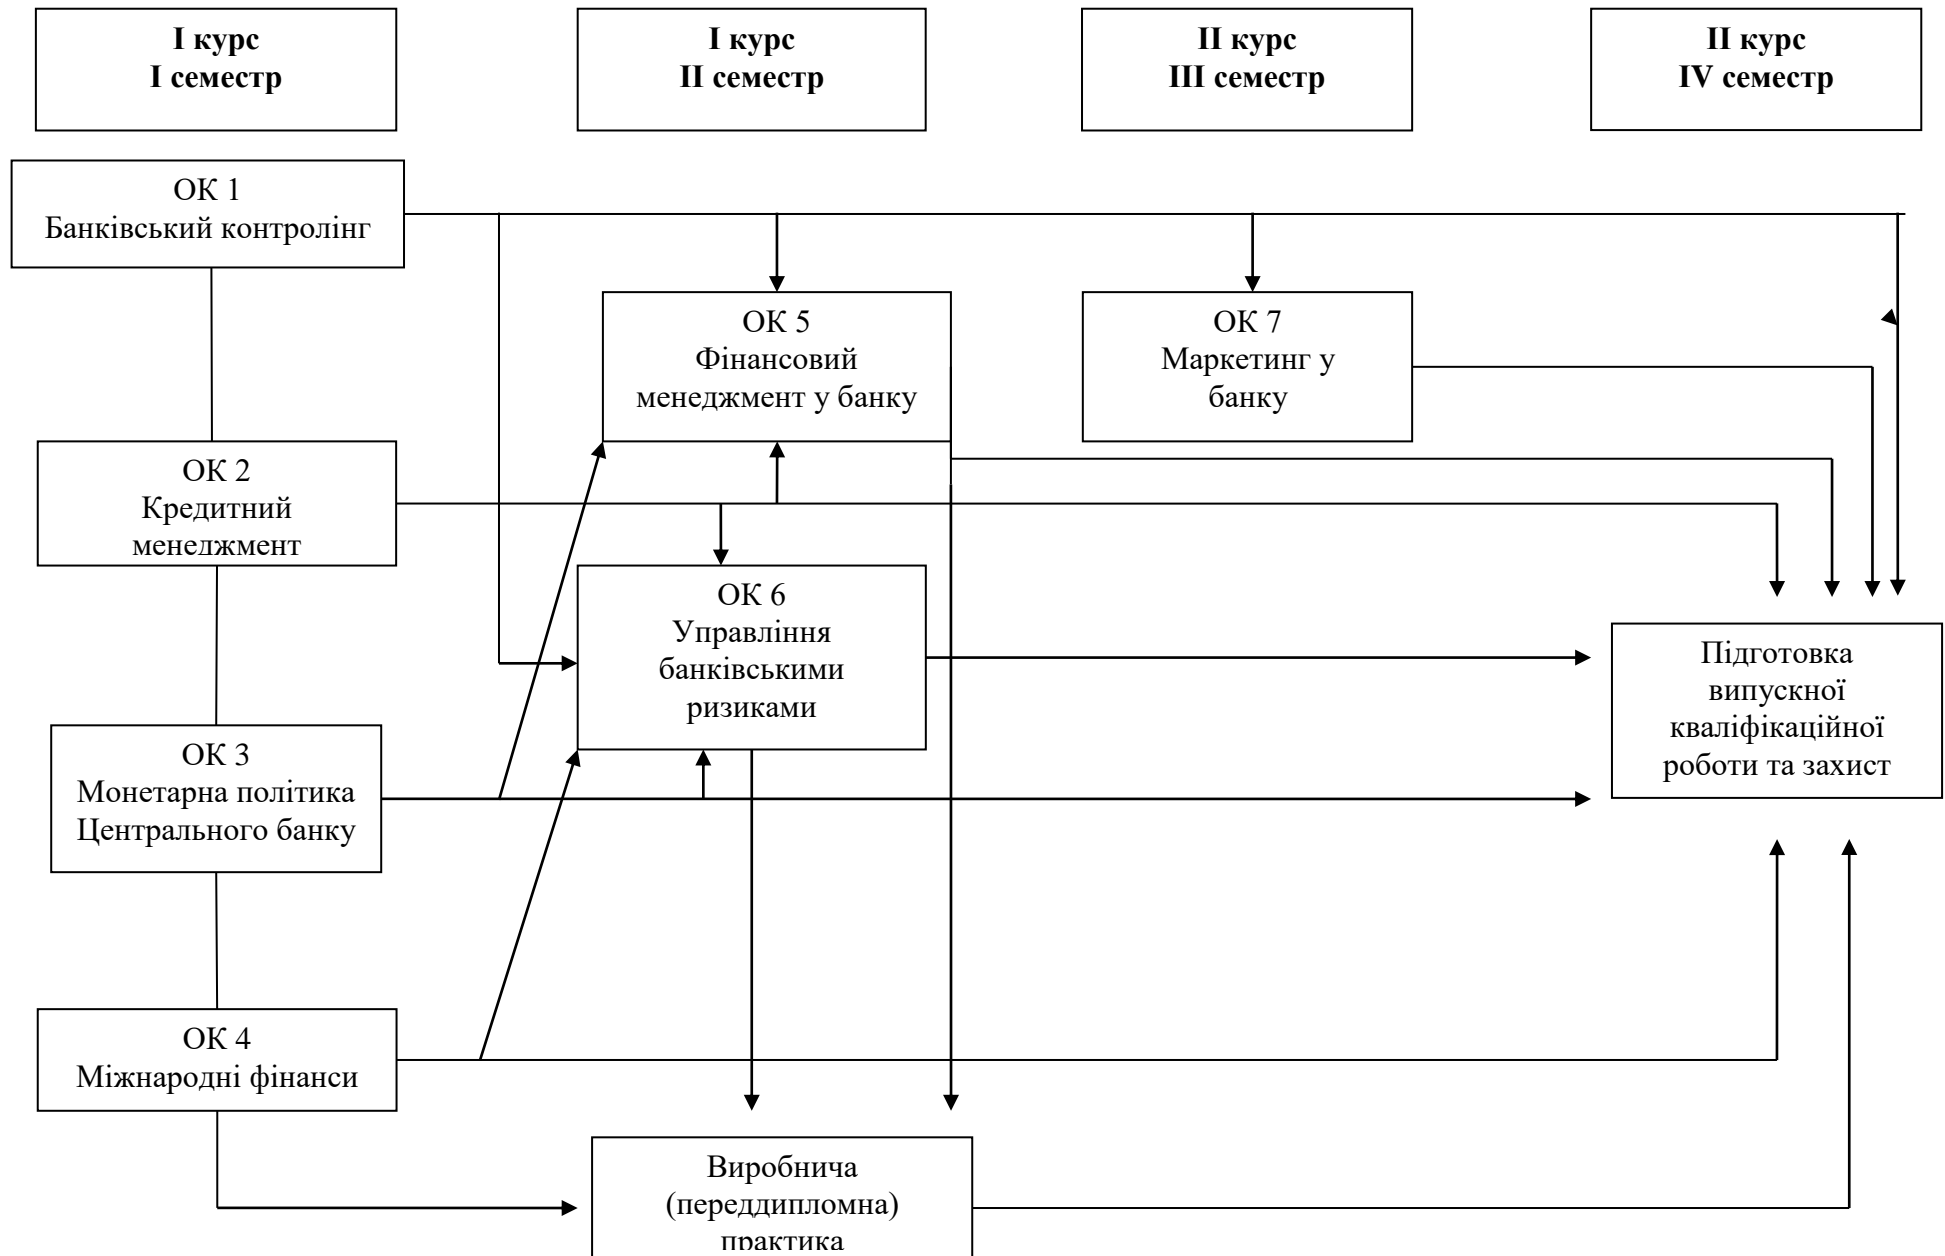 І курс
І семестр
І курс
ІІ семестр
ІІ курс
ІІІ семестр
ІІ курс
IV семестр
ОК 1
Банківський контролінг
ОК 5
Фінансовий
менеджмент у банку
ОК 7
Маркетинг у
банку
ОК 2
Кредитний
менеджмент
ОК 6
Управління
банківськими
ризиками
Підготовка
випускної
кваліфікаційної
роботи та захист
ОК 3
Монетарна політика
Центрального банку
ОК 4
Міжнародні фінанси
Виробнича
(переддипломна)
практика